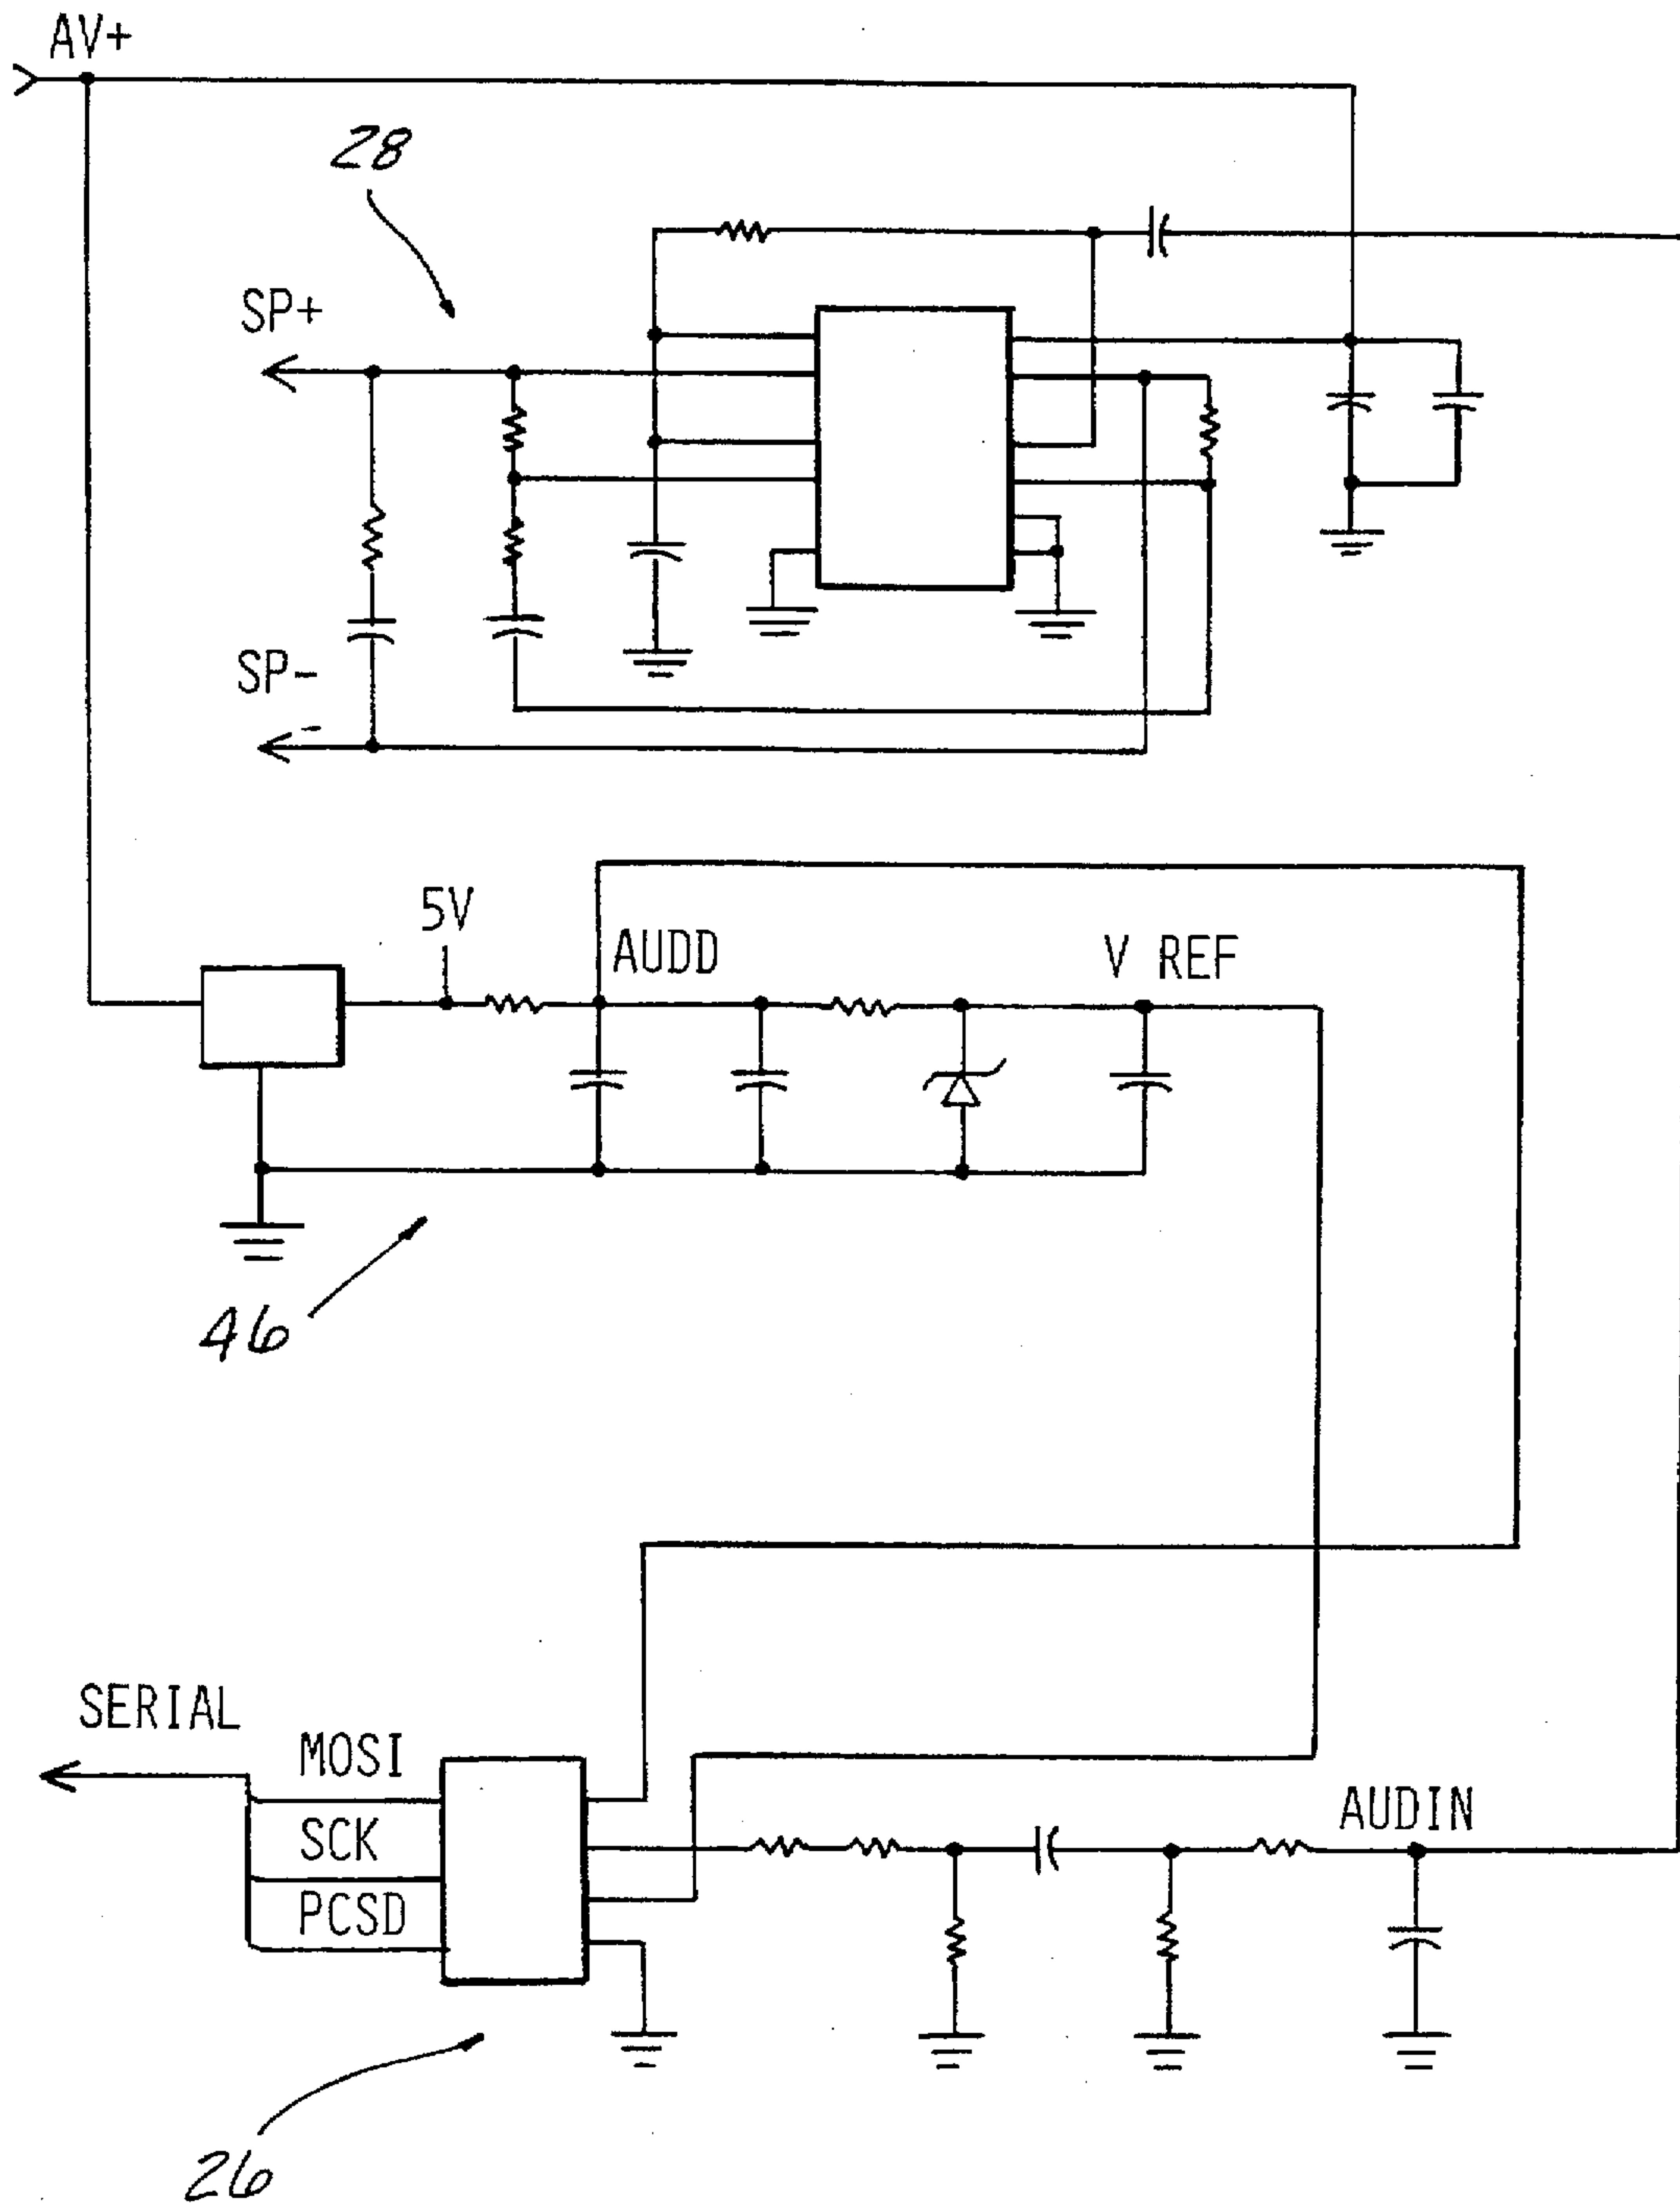 AV+
28
SP+
SP-
5V
AUDD
V REF
46
SERIAL
MOSI
SCK
PCSD
AUDIN
26